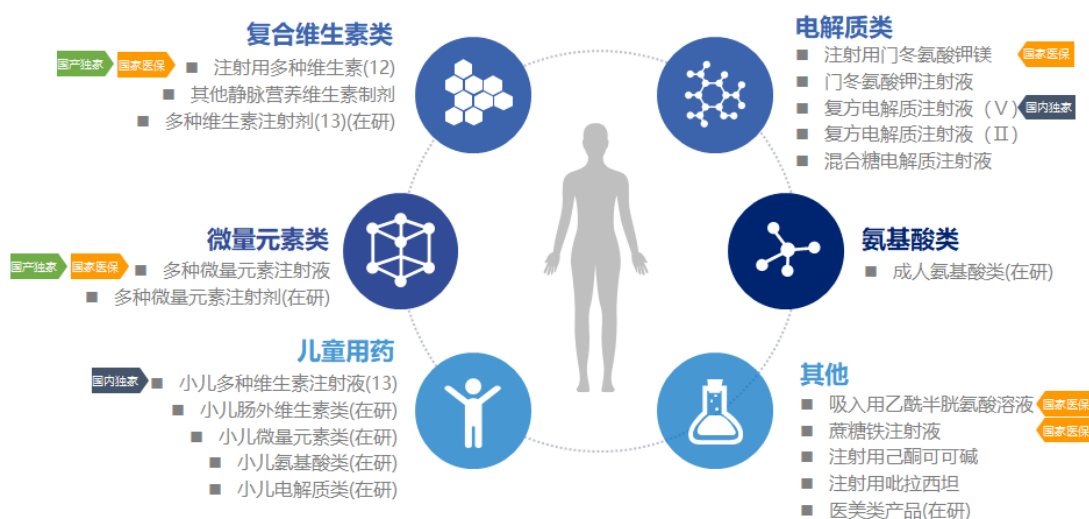 复合维生素类
国产独家 国家医保 ■ 注射用多种维生素(12)
■ 其他静脉营养维生素制剂
■ 多种维生素注射剂(13)(在研)
电解质类
■ 注射用门冬氨酸钾镁 国家医保
■ 门冬氨酸钾注射液
■ 复方电解质注射液（Ⅴ） 国内独家
■ 复方电解质注射液（Ⅱ）
■ 混合糖电解质注射液
微量元素类
国产独家 国家医保 ■ 多种微量元素注射液
■ 多种微量元素注射剂(在研)
氨基酸类
■ 成人氨基酸类(在研)
儿童用药
国内独家 ■ 小儿多种维生素注射液(13)
■ 小儿肠外维生素类(在研)
■ 小儿微量元素类(在研)
■ 小儿氨基酸类(在研)
■ 小儿电解质类(在研)
其他
■ 吸入用乙酰半胱氨酸溶液 国家医保
■ 蔗糖铁注射液 国家医保
■ 注射用己酮可可碱
■ 注射用吡拉西坦
■ 医美类产品(在研)